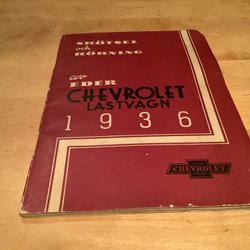 SKÖTSEL
och
KÖRNING
av
EDER
CHEVROLET
LASTVAGN
1936
CHEVROLET